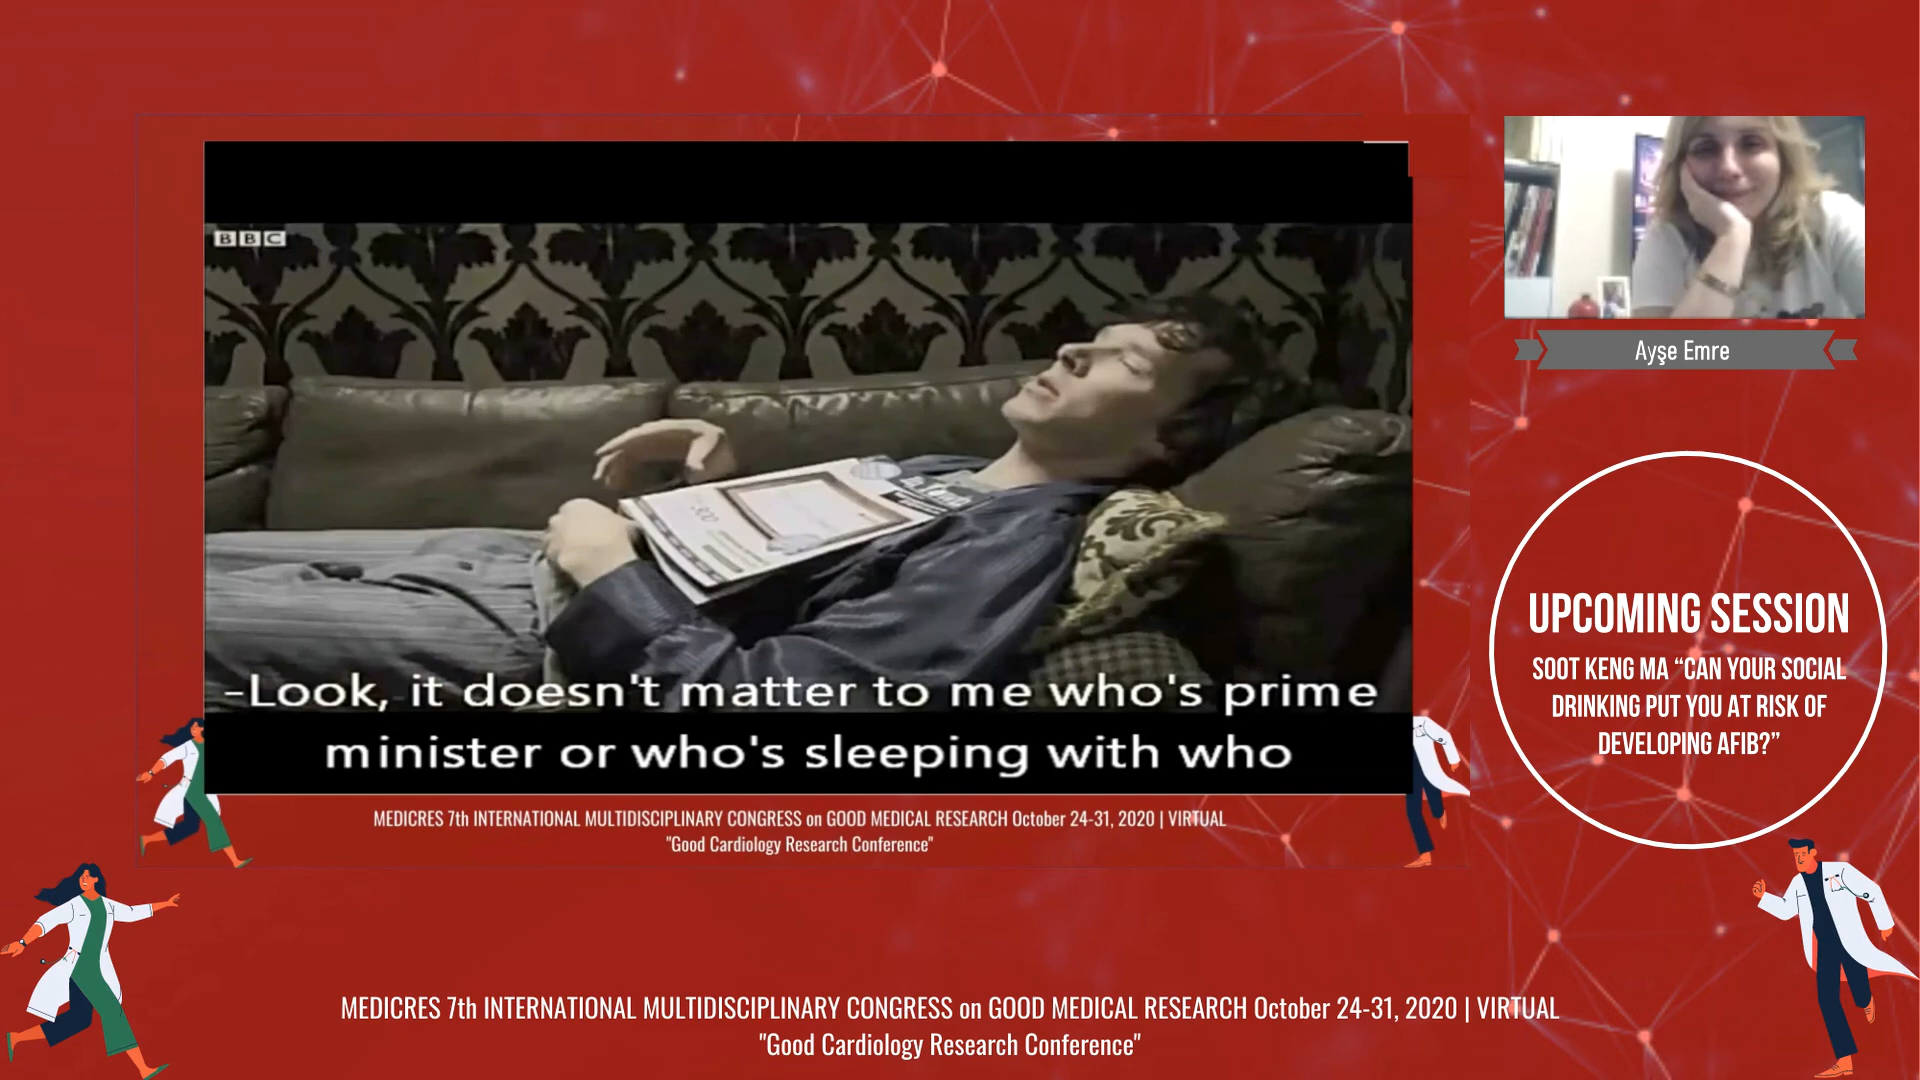 BBC
-Look, it doesn't matter to me who's prime
minister or who's sleeping with who
MEDICRES 7th INTERNATIONAL MULTIDISCIPLINARY CONGRESS on GOOD MEDICAL RESEARCH October 24-31, 2020 | VIRTUAL
"Good Cardiology Research Conference"
Ayşe Emre
UPCOMING SESSION
SOOT KENG MA “CAN YOUR SOCIAL
DRINKING PUT YOU AT RISK OF
DEVELOPING AFIB?”
MEDICRES 7th INTERNATIONAL MULTIDISCIPLINARY CONGRESS on GOOD MEDICAL RESEARCH October 24-31, 2020 | VIRTUAL
"Good Cardiology Research Conference"